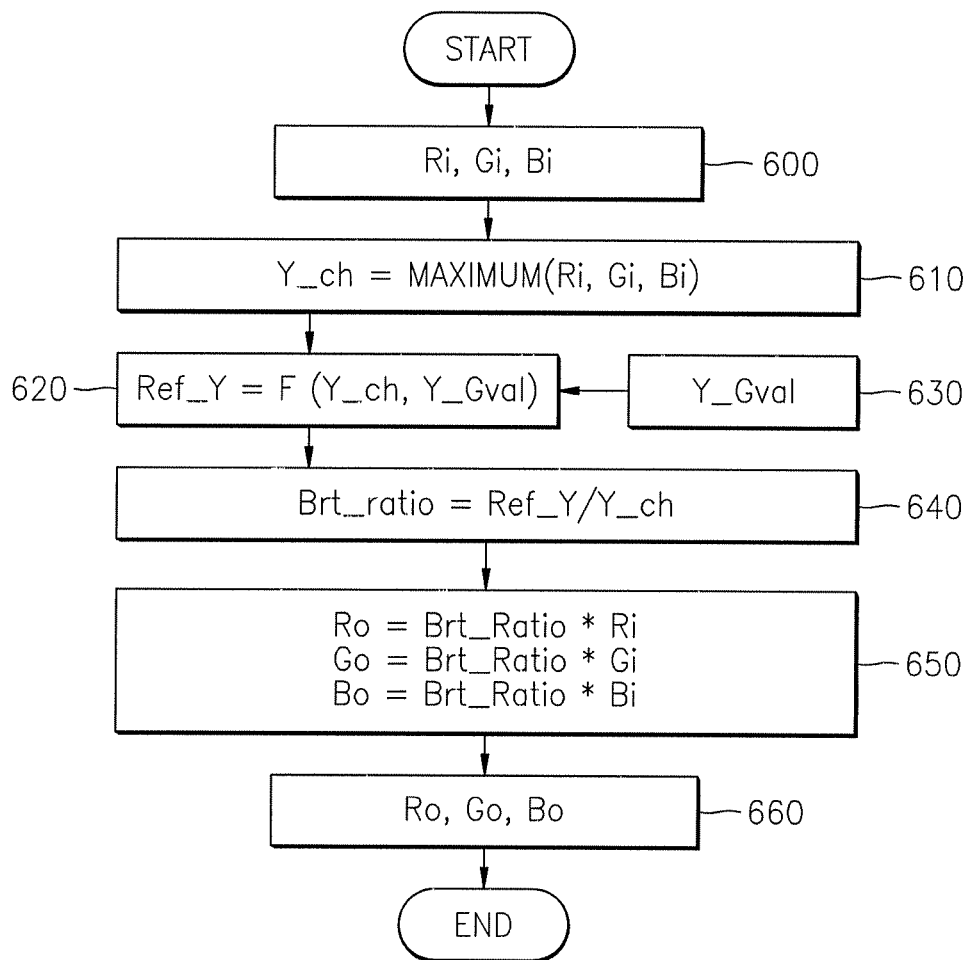 START
Ri, Gi, Bi
600
Y_ch = MAXIMUM(Ri, Gi, Bi)
610
620
Ref_Y = F (Y_ch, Y_Gval)
Y_Gval
630
Brt_ratio = Ref_Y/Y_ch
640
Ro = Brt_Ratio * Ri
Go = Brt_Ratio * Gi
Bo = Brt_Ratio * Bi
650
Ro, Go, Bo
660
END